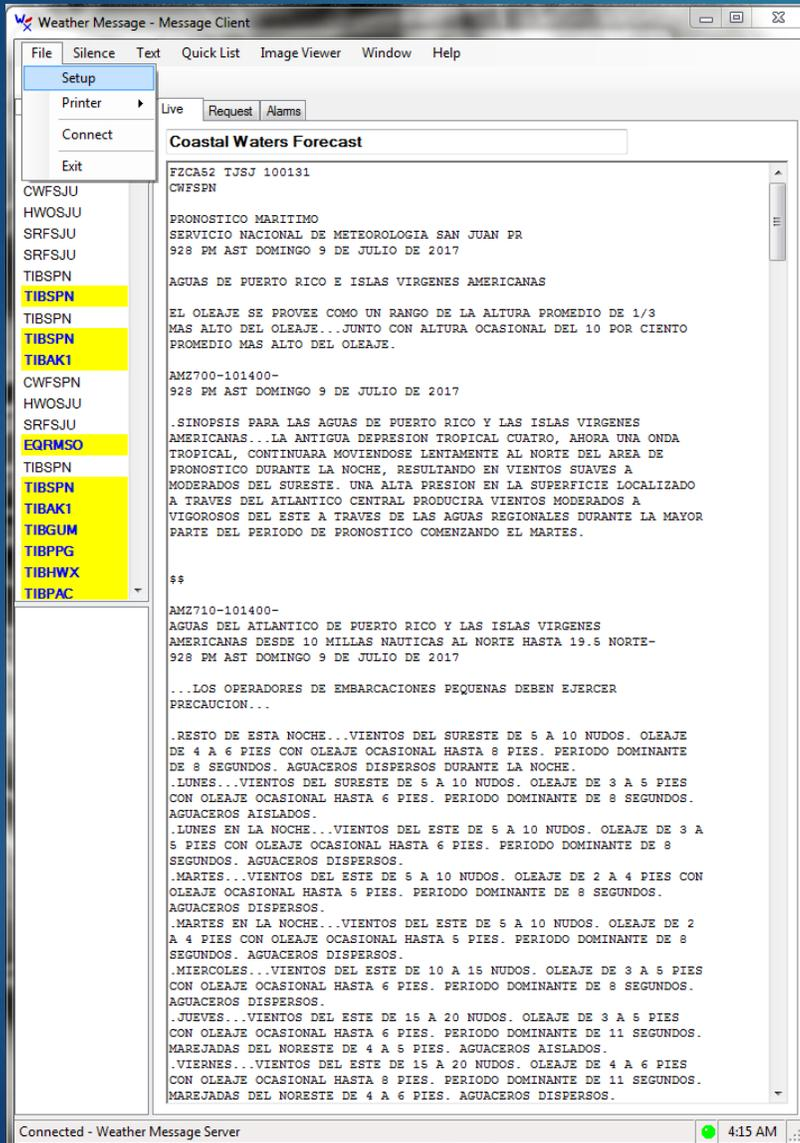 Weather Message - Message Client
File Silence Text Quick List Image Viewer Window Help
Setup
Printer
Connect
Exit
Live Request Alarms
CWFSJU
HWOSJU
SRFSJU
SRFSJU
TIBSPN
TIBSPN
TIBSPN
TIBSPN
TIBAK1
CWFSPN
HWOSJU
SRFSJU
EQRMSO
TIBSPN
TIBSPN
TIBAK1
TIBGUM
TIBPPG
TIBHWX
TIBPAC
Coastal Waters Forecast
FZCA52 TJSJ 100131
CWFSPN
PRONOSTICO MARITIMO
SERVICIO NACIONAL DE METEOROLOGIA SAN JUAN PR
928 PM AST DOMINGO 9 DE JULIO DE 2017
AGUAS DE PUERTO RICO E ISLAS VIRGENES AMERICANAS
EL OLEAJE SE PROVEE COMO UN RANGO DE LA ALTURA PROMEDIO DE 1/3
MAS ALTO DEL OLEAJE...JUNTO CON ALTURA OCASIONAL DEL 10 POR CIENTO
PROMEDIO MAS ALTO DEL OLEAJE.
AMZ700-101400-
928 PM AST DOMINGO 9 DE JULIO DE 2017
.SINOPSIS PARA LAS AGUAS DE PUERTO RICO Y LAS ISLAS VIRGENES
AMERICANAS...LA ANTIGUA DEPRESION TROPICAL CUATRO, AHORA UNA ONDA
TROPICAL, CONTINUARA MOVIENDOSE LENTAMENTE AL NORTE DEL AREA DE
PRONOSTICO DURANTE LA NOCHE, RESULTANDO EN VIENTOS SUAVES A
MODERADOS DEL SURESTE. UNA ALTA PRESION EN LA SUPERFICIE LOCALIZADO
A TRAVES DEL ATLANTICO CENTRAL PRODUCIRA VIENTOS MODERADOS A
VIGOROSOS DEL ESTE A TRAVES DE LAS AGUAS REGIONALES DURANTE LA MAYOR
PARTE DEL PERIODO DE PRONOSTICO COMENZANDO EL MARTES.
$$
AMZ710-101400-
AGUAS DEL ATLANTICO DE PUERTO RICO Y LAS ISLAS VIRGENES
AMERICANAS DESDE 10 MILLAS NAUTICAS AL NORTE HASTA 19.5 NORTE-
928 PM AST DOMINGO 9 DE JULIO DE 2017
...LOS OPERADORES DE EMBARCACIONES PEQUENAS DEBEN EJERCER
PRECAUCION...
.RESTO DE ESTA NOCHE...VIENTOS DEL SURESTE DE 5 A 10 NUDOS. OLEAJE
DE 4 A 6 PIES CON OLEAJE OCASIONAL HASTA 8 PIES. PERIODO DOMINANTE
DE 8 SEGUNDOS. AGUACEROS DISPERSOS DURANTE LA NOCHE.
.LUNES...VIENTOS DEL SURESTE DE 5 A 10 NUDOS. OLEAJE DE 3 A 5 PIES
CON OLEAJE OCASIONAL HASTA 6 PIES. PERIODO DOMINANTE DE 8 SEGUNDOS.
AGUACEROS AISLADOS.
.LUNES EN LA NOCHE...VIENTOS DEL ESTE DE 5 A 10 NUDOS. OLEAJE DE 3 A
5 PIES CON OLEAJE OCASIONAL HASTA 6 PIES. PERIODO DOMINANTE DE 8
SEGUNDOS. AGUACEROS DISPERSOS.
.MARTES...VIENTOS DEL ESTE DE 5 A 10 NUDOS. OLEAJE DE 2 A 4 PIES CON
OLEAJE OCASIONAL HASTA 5 PIES. PERIODO DOMINANTE DE 8 SEGUNDOS.
AGUACEROS DISPERSOS.
.MARTES EN LA NOCHE...VIENTOS DEL ESTE DE 5 A 10 NUDOS. OLEAJE DE 2
A 4 PIES CON OLEAJE OCASIONAL HASTA 5 PIES. PERIODO DOMINANTE DE 8
SEGUNDOS. AGUACEROS DISPERSOS.
.MIERCOLES...VIENTOS DEL ESTE DE 10 A 15 NUDOS. OLEAJE DE 3 A 5 PIES
CON OLEAJE OCASIONAL HASTA 6 PIES. PERIODO DOMINANTE DE 8 SEGUNDOS.
AGUACEROS DISPERSOS.
.JUEVES...VIENTOS DEL ESTE DE 15 A 20 NUDOS. OLEAJE DE 3 A 5 PIES
CON OLEAJE OCASIONAL HASTA 6 PIES. PERIODO DOMINANTE DE 11 SEGUNDOS.
MAREJADAS DEL NORESTE DE 4 A 5 PIES. AGUACEROS AISLADOS.
.VIERNES...VIENTOS DEL ESTE DE 15 A 20 NUDOS. OLEAJE DE 4 A 6 PIES
CON OLEAJE OCASIONAL HASTA 8 PIES. PERIODO DOMINANTE DE 11 SEGUNDOS.
MAREJADAS DEL NORESTE DE 4 A 6 PIES. AGUACEROS DISPERSOS.
Connected - Weather Message Server
4:15 AM